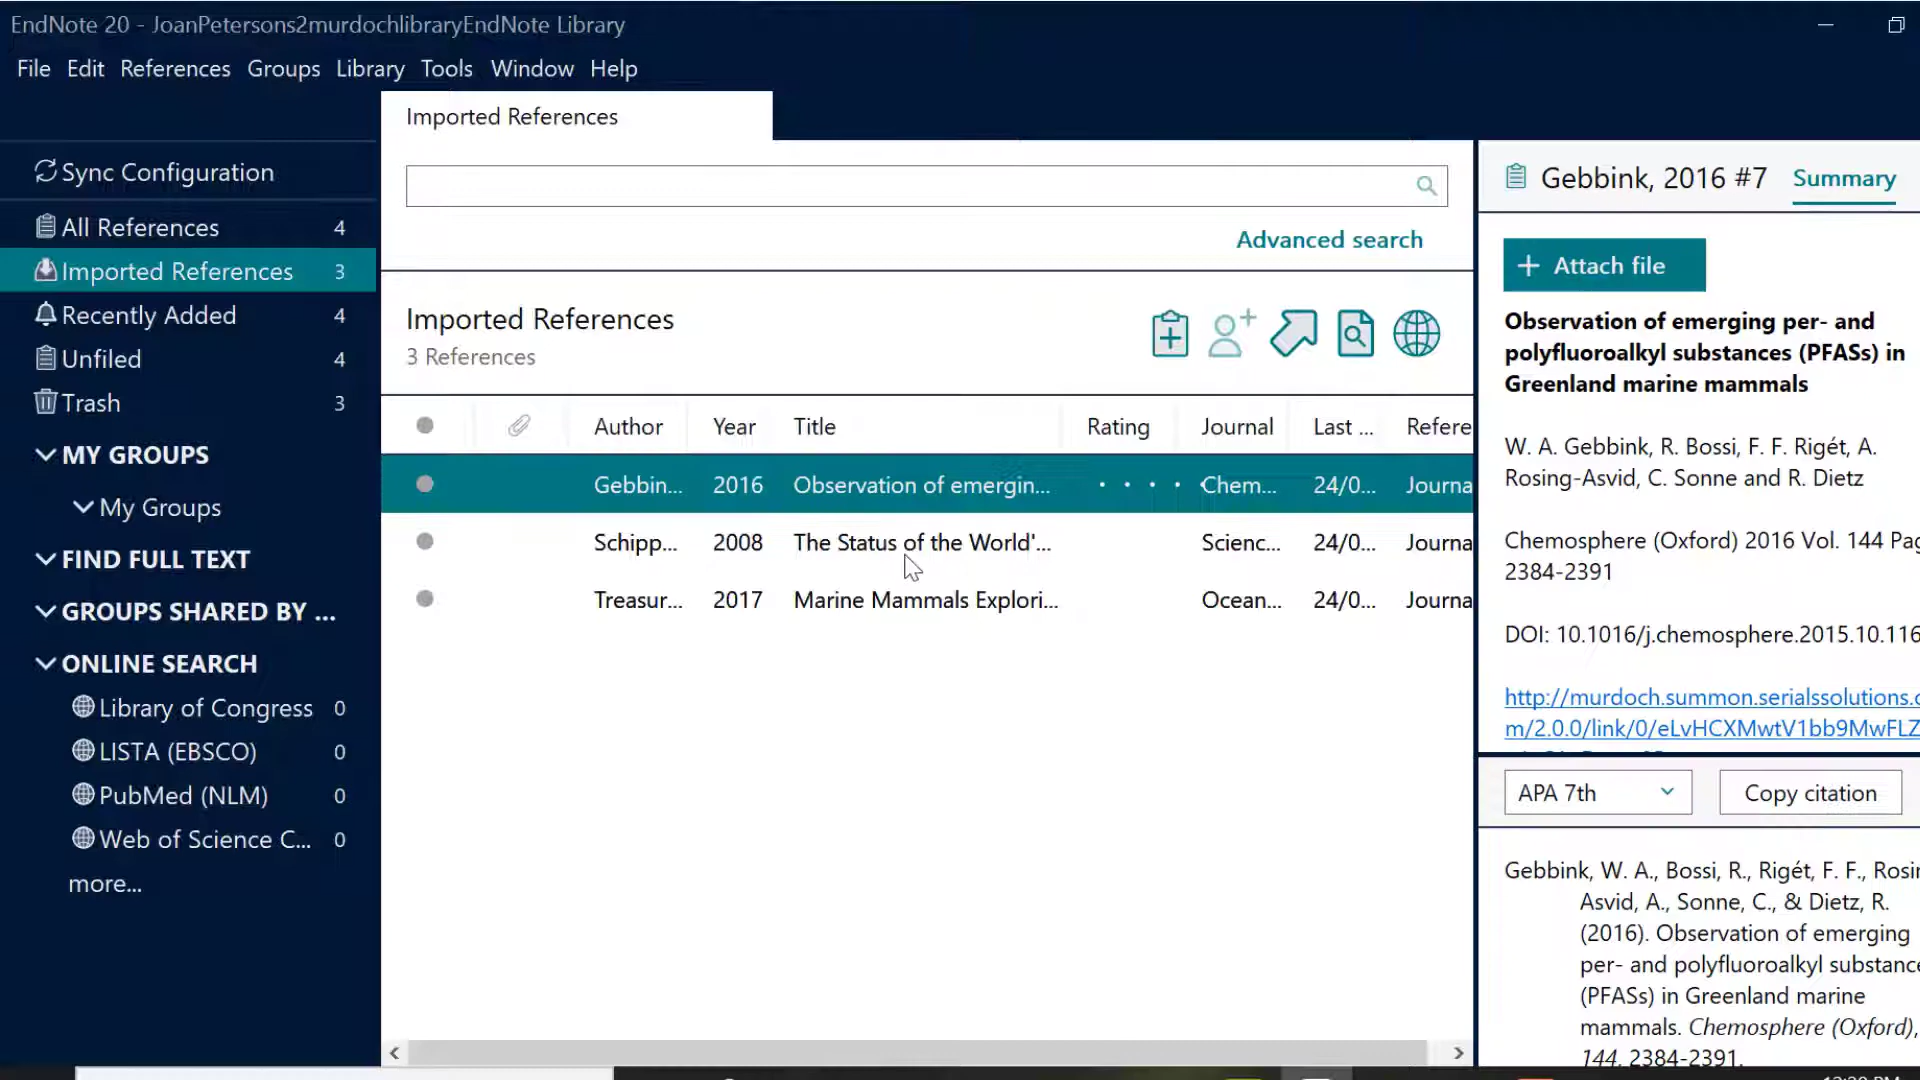 EndNote 20 - JoanPetersons2murdochlibraryEndNote Library
File Edit References Groups Library Tools Window Help
Imported References
Sync Configuration
All References 4
Imported References 3
Recently Added 4
Unfiled 4
Trash 3
MY GROUPS
My Groups
FIND FULL TEXT
GROUPS SHARED BY ...
ONLINE SEARCH
Library of Congress 0
LISTA (EBSCO) 0
PubMed (NLM) 0
Web of Science C... 0
more...
Advanced search
Imported References
3 References
Author Year Title Rating Journal Last ... Refere
Gebbin... 2016 Observation of emergin... Chem... 24/0... Journa
Schipp... 2008 The Status of the World'... Scienc... 24/0... Journa
Treasur... 2017 Marine Mammals Explori... Ocean... 24/0... Journa
Gebbink, 2016 #7 Summary
+ Attach file
Observation of emerging per- and
polyfluoroalkyl substances (PFASs) in
Greenland marine mammals
W. A. Gebbink, R. Bossi, F. F. Rigét, A.
Rosing-Asvid, C. Sonne and R. Dietz
Chemosphere (Oxford) 2016 Vol. 144 Pag
2384-2391
DOI: 10.1016/j.chemosphere.2015.10.116
http://murdoch.summon.serialssolutions.c
m/2.0.0/link/0/eLvHCXMwtV1bb9MwFLZ
APA 7th Copy citation
Gebbink, W. A., Bossi, R., Rigét, F. F., Rosin
Asvid, A., Sonne, C., & Dietz, R.
(2016). Observation of emerging
per- and polyfluoroalkyl substance
(PFASs) in Greenland marine
mammals. Chemosphere (Oxford),
144, 2384-2391.